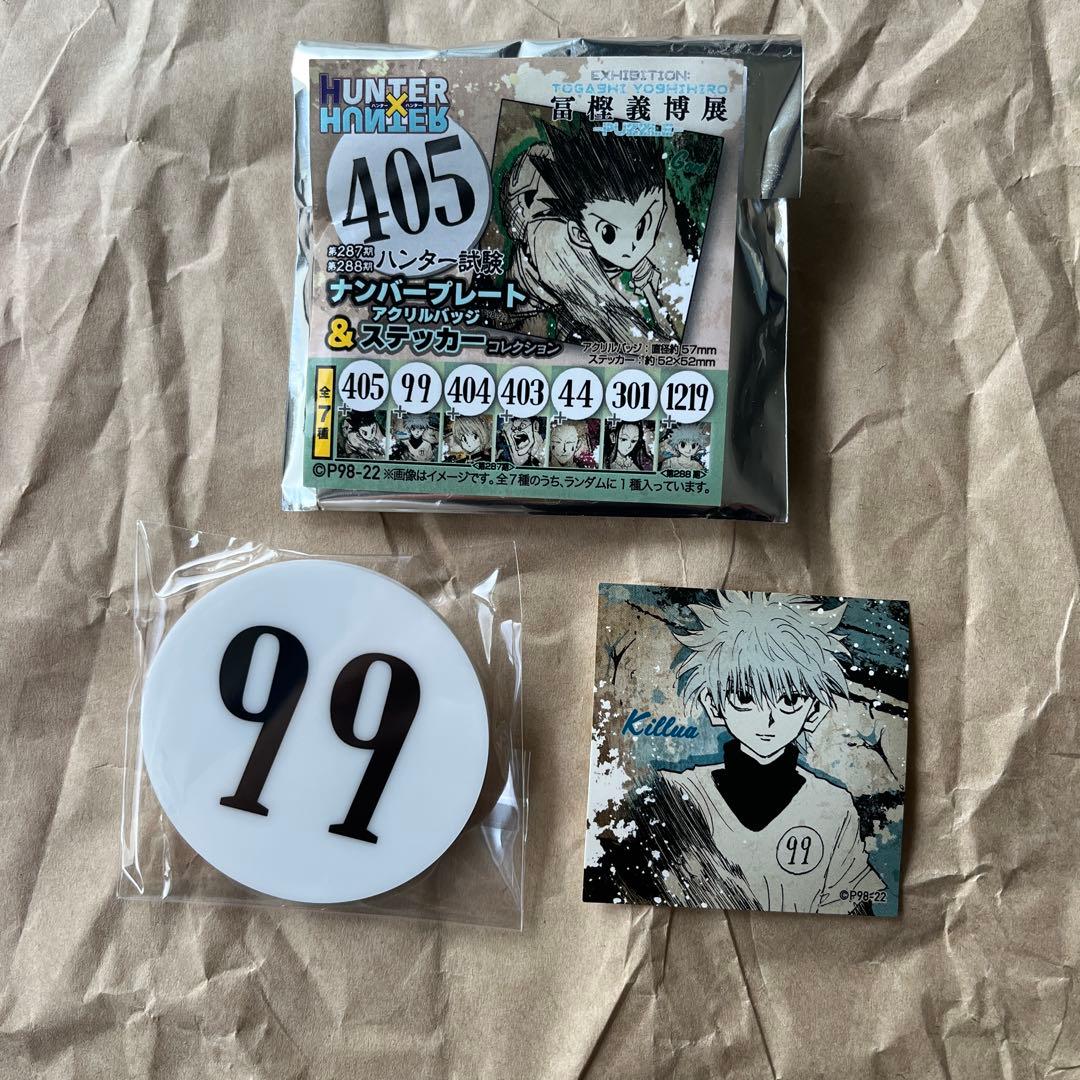 HUNTER
ハンター×ハンター
HUNTER
EXHIBITION:
TOGASHI YOSHIHIRO
冨樫義博展
-PUZZLE-
405
Gon
第287期
第288期 ハンター試験
ナンバープレート
アクリルバッジ
&ステッカーコレクション
アクリルバッジ:直径約57mm
ステッカー:約52×52mm
全7種
405 99 404 403 44 301 1219
+ + + + + + +
<第287期> <第288期>
©P98-22 ※画像はイメージです。全7種のうち、ランダムに1種入っています。
99
Killua
99
©P98-22